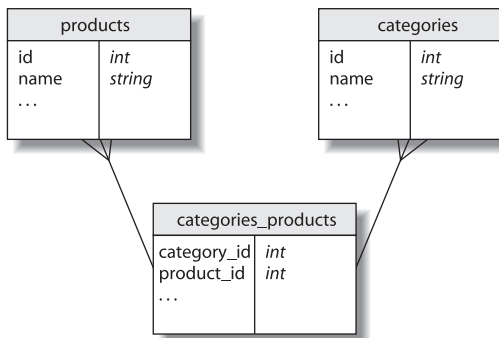 products
id int
name string
...
categories
id int
name string
...
categories_products
category_id int
product_id int
...